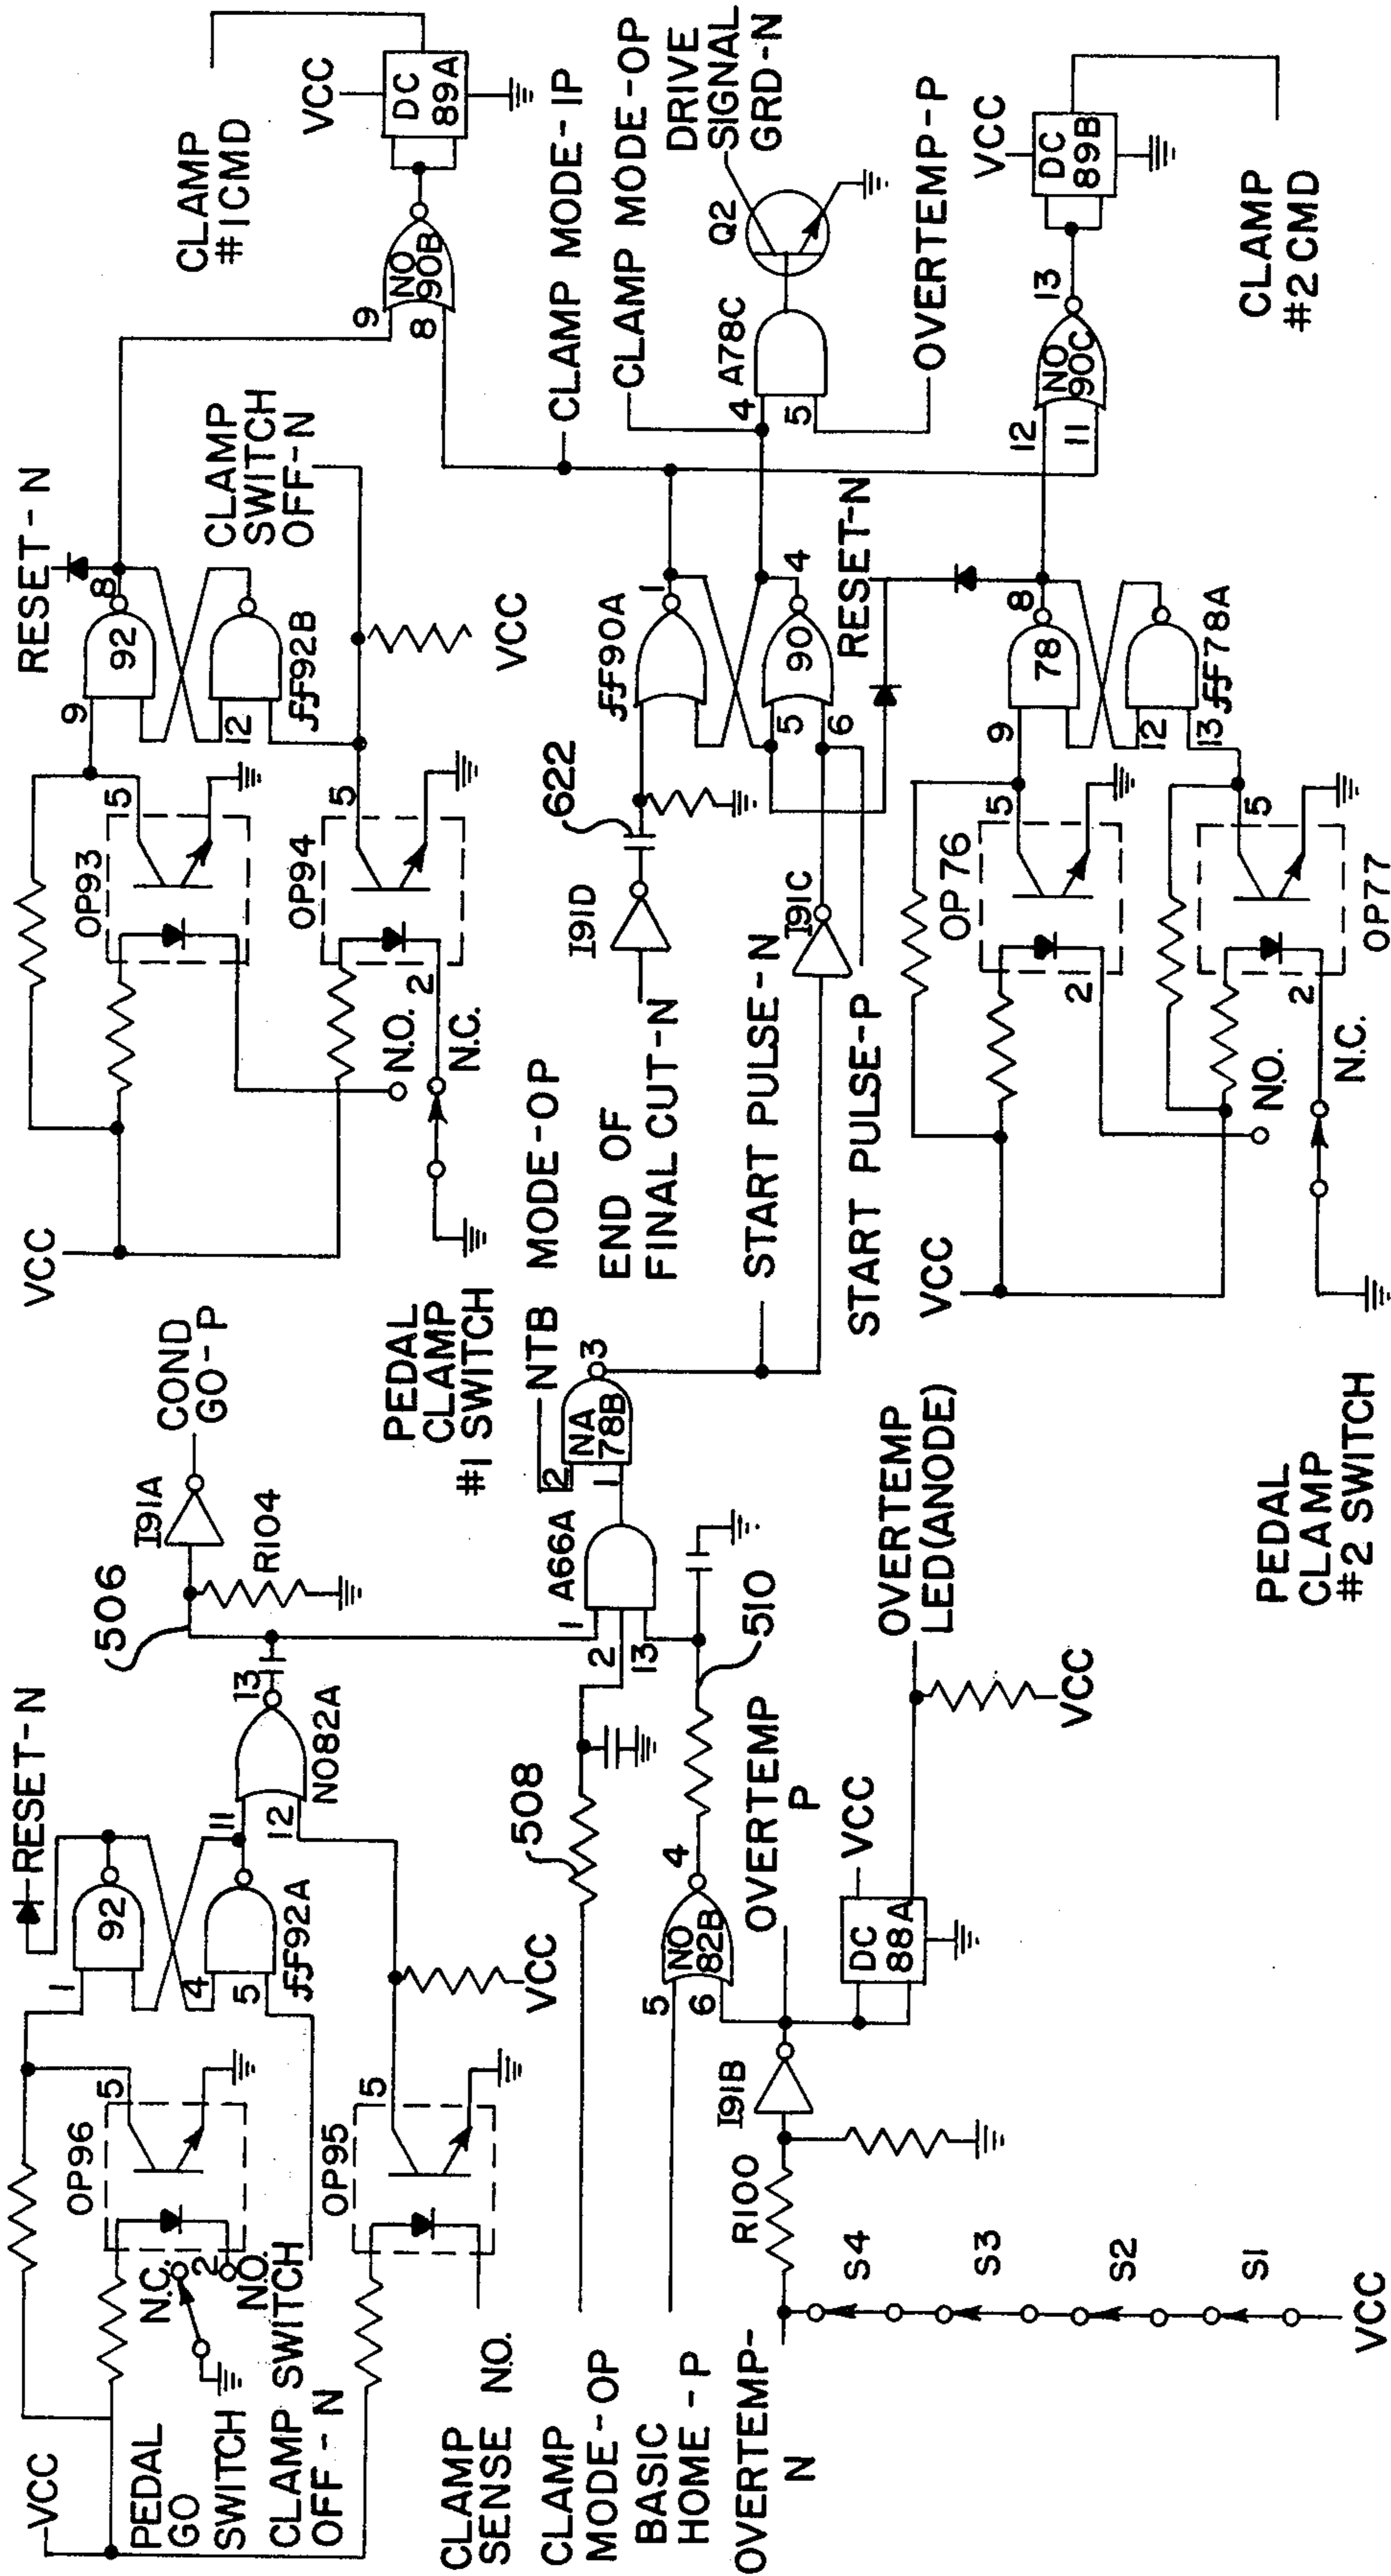 VCC
PEDAL
GO
SWITCH
CLAMP SWITCH
OFF - N
N.C.
N.O.
2
OP96
5
RESET-N
1
92
4
5
FF92A
11
12
13
NO82A
506
I91A
COND
GO-P
R104
CLAMP
SENSE N.O.
OP95
5
VCC
CLAMP
MODE-OP
508
BASIC
HOME-P
5
6
NO
82B
4
510
1
2
13
A66A
2
1
NA
78B
3
NTB MODE-OP
OVERTEMP-
N
R100
I91B
OVERTEMP
P
DC
88A
VCC
OVERTEMP
LED(ANODE)
VCC
S4
S3
S2
S1
VCC
VCC
OP93
5
9
92
8
RESET-N
12
FF92B
OP94
5
2
N.O.
N.C.
PEDAL
CLAMP
#1 SWITCH
CLAMP
SWITCH
OFF-N
VCC
9
8
NO
90B
CLAMP
#1CMD
VCC
DC
89A
END OF
FINAL CUT-N
I91D
622
FF90A
1
5
6
90
4
CLAMP MODE-IP
CLAMP MODE-OP
4
5
A78C
Q2
DRIVE
SIGNAL
GRD-N
OVERTEMP-P
START PULSE-N
I91C
START PULSE-P
RESET-N
VCC
OP76
5
2
9
78
8
12
13
FF78A
OP77
5
2
N.O.
N.C.
PEDAL
CLAMP
#2 SWITCH
12
11
NO
90C
13
VCC
DC
89B
CLAMP
#2CMD